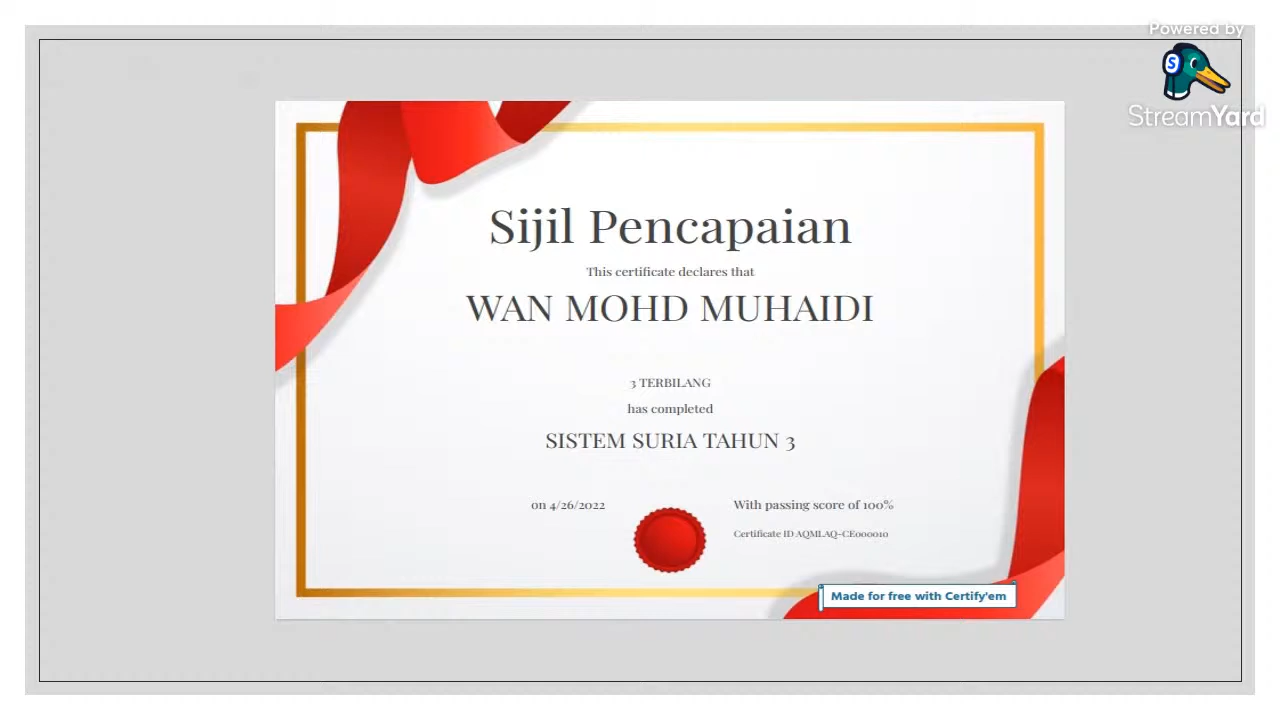 Powered by
S
StreamYard
Sijil Pencapaian
This certificate declares that
WAN MOHD MUHAIDI
3 TERBILANG
has completed
SISTEM SURIA TAHUN 3
on 4/26/2022
With passing score of 100%
Certificate ID AQMLAQ-CE000010
Made for free with Certify'em